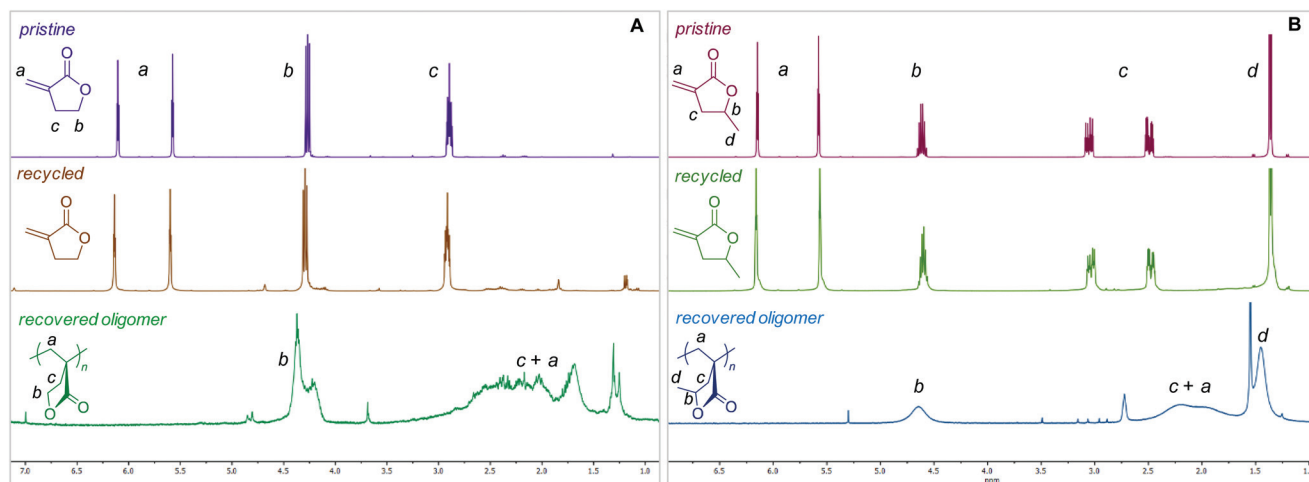 pristine
A
a
O
a
b
c
O
c
b
recycled
O
O
recovered oligomer
a
n
b
c
b
c + a
O
O
7.0 6.5 6.0 5.5 5.0 4.5 4.0 3.5 3.0 2.5 2.0 1.5 1.0
pristine
B
a
O
a
b
c
d
O
c
b
d
recycled
O
O
recovered oligomer
a
n
d
c
b
b
c + a
d
O
O
6.5 6.0 5.5 5.0 4.5 4.0 3.5 3.0 2.5 2.0 1.5
ppm